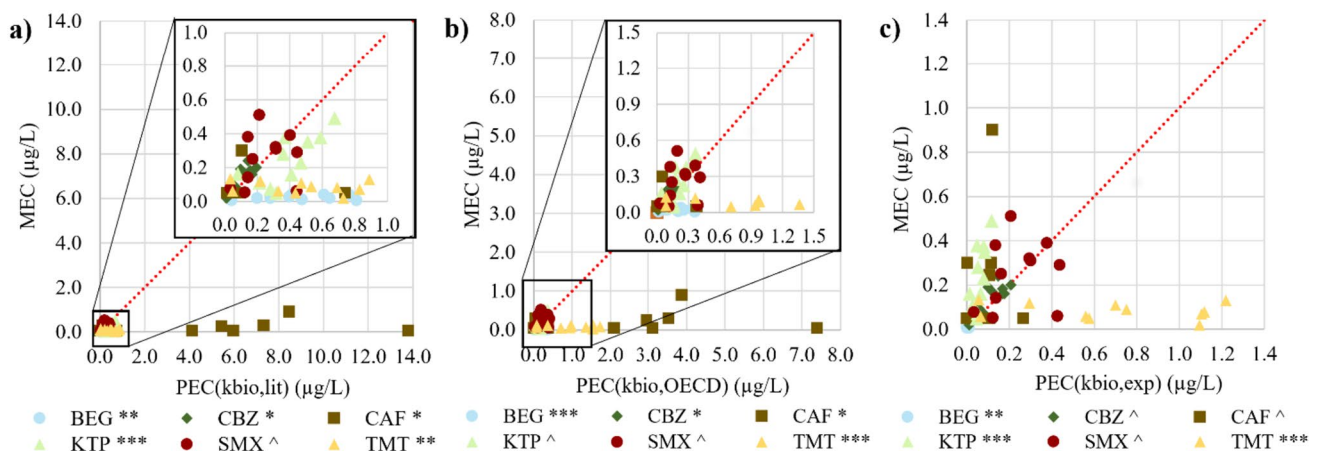 a)
14.0
12.0
10.0
8.0
6.0
4.0
2.0
0.0
MEC (µg/L)
0.0 2.0 4.0 6.0 8.0 10.0 12.0 14.0
PEC(kbio,lit) (µg/L)
1.0
0.8
0.6
0.4
0.2
0.0
0.0 0.2 0.4 0.6 0.8 1.0
BEG ** CBZ * CAF *
KTP *** SMX ^ TMT **
b)
8.0
7.0
6.0
5.0
4.0
3.0
2.0
1.0
0.0
MEC (µg/L)
0.0 1.0 2.0 3.0 4.0 5.0 6.0 7.0 8.0
PEC(kbio,OECD) (µg/L)
1.5
1.2
0.9
0.6
0.3
0.0
0.0 0.3 0.6 0.9 1.2 1.5
BEG *** CBZ * CAF *
KTP ^ SMX ^ TMT ***
c)
1.4
1.2
1.0
0.8
0.6
0.4
0.2
0.0
MEC (µg/L)
0.0 0.2 0.4 0.6 0.8 1.0 1.2 1.4
PEC(kbio,exp) (µg/L)
BEG ** CBZ ^ CAF ^
KTP *** SMX ^ TMT ***